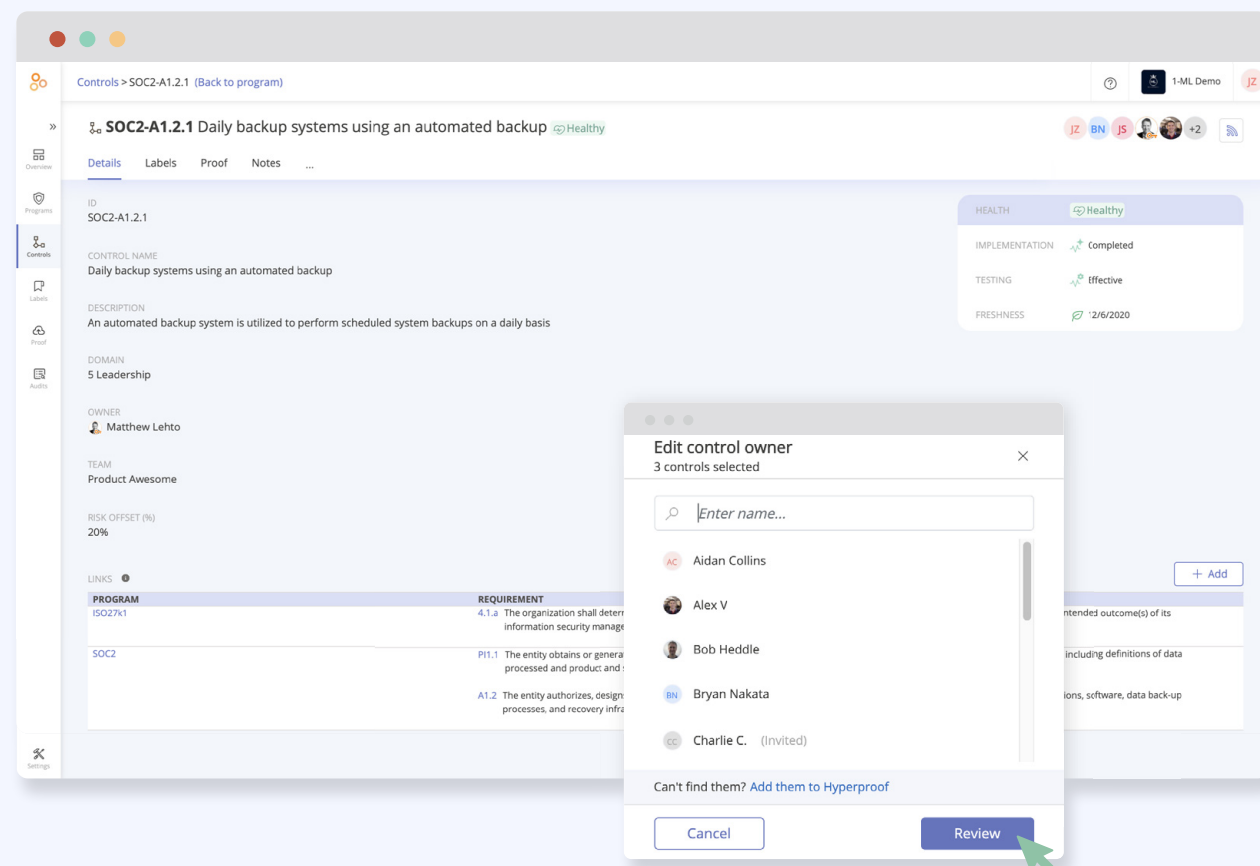 Controls > SOC2-A1.2.1 (Back to program)
1-ML Demo
JZ
SOC2-A1.2.1 Daily backup systems using an automated backup Healthy
JZ BN JS +2
Details Labels Proof Notes ...
Overview
Programs
Controls
Labels
Proof
Audits
Settings
ID
SOC2-A1.2.1
CONTROL NAME
Daily backup systems using an automated backup
DESCRIPTION
An automated backup system is utilized to perform scheduled system backups on a daily basis
DOMAIN
5 Leadership
OWNER
Matthew Lehto
TEAM
Product Awesome
RISK OFFSET (%)
20%
HEALTH Healthy
IMPLEMENTATION Completed
TESTING Effective
FRESHNESS 2/6/2020
LINKS
+ Add
PROGRAM REQUIREMENT
ISO27k1 4.1.a The organization shall ntended outcome(s) of its
information security
SOC2 PI1.1 The entity obtains or including definitions of data
processed and product and
A1.2 The entity authorizes, ions, software, data back-up
processes, and recovery
Edit control owner
3 controls selected
Enter name...
AC Aidan Collins
Alex V
Bob Heddle
BN Bryan Nakata
CC Charlie C. (Invited)
Can't find them? Add them to Hyperproof
Cancel Review